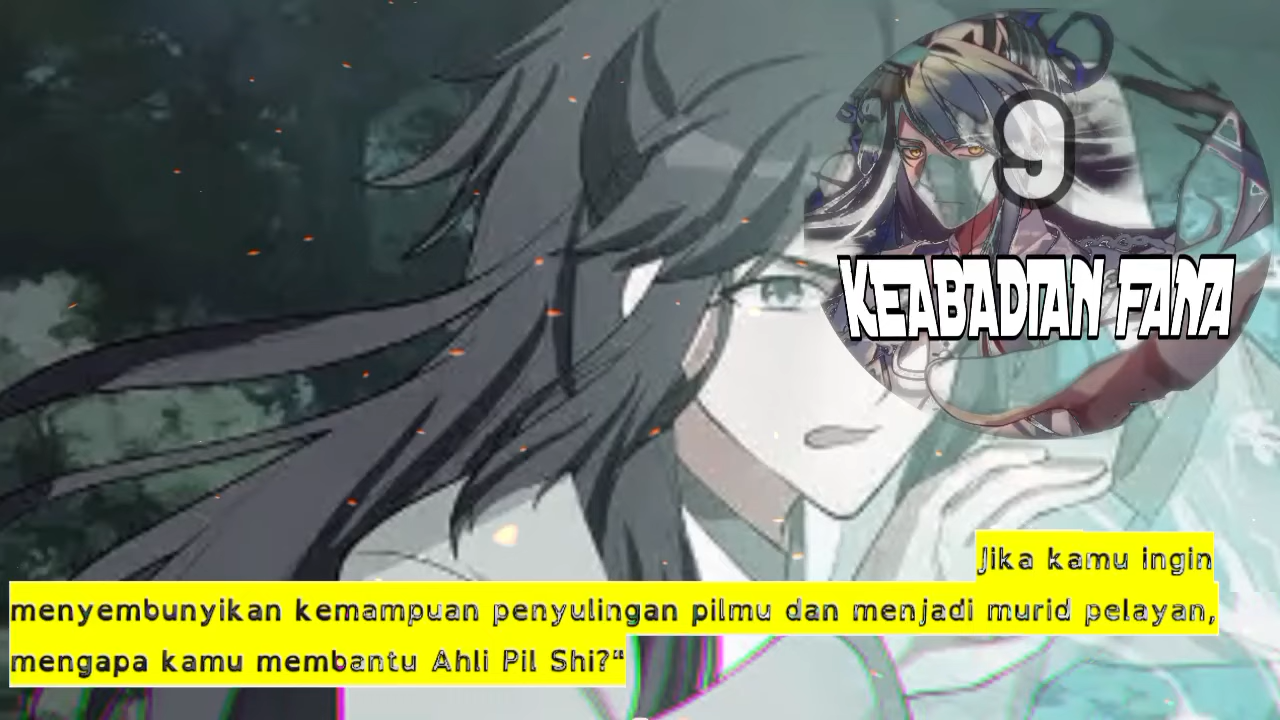 9
KEABADIAN FANA
Jika kamu ingin
menyembunyikan kemampuan penyulingan pilmu dan menjadi murid pelayan,
mengapa kamu membantu Ahli Pil Shi?“